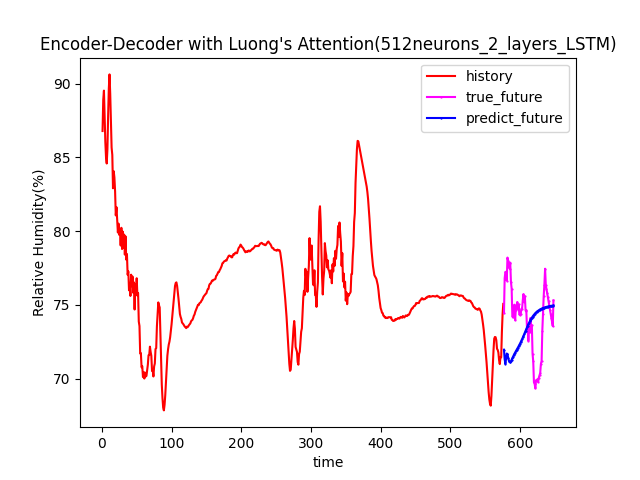 Encoder-Decoder with Luong's Attention(512neurons_2_layers_LSTM)
history
true_future
predict_future
Relative Humidity(%)
90
85
80
75
70
0 100 200 300 400 500 600
time